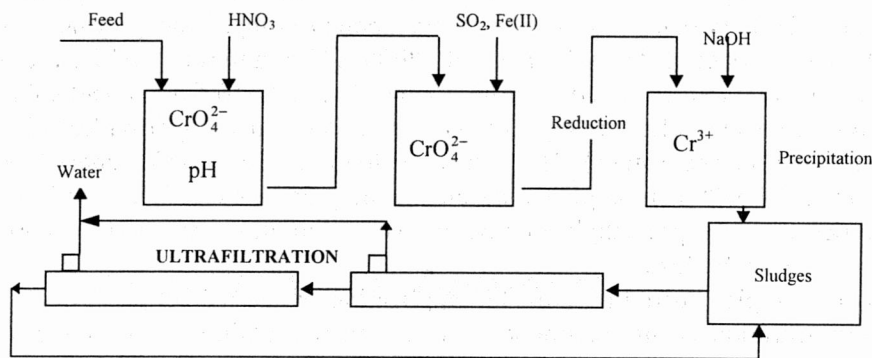 Feed
HNO₃
SO₂, Fe(II)
NaOH
CrO₄²⁻
pH
CrO₄²⁻
Reduction
Cr³⁺
Precipitation
Water
ULTRAFILTRATION
Sludges